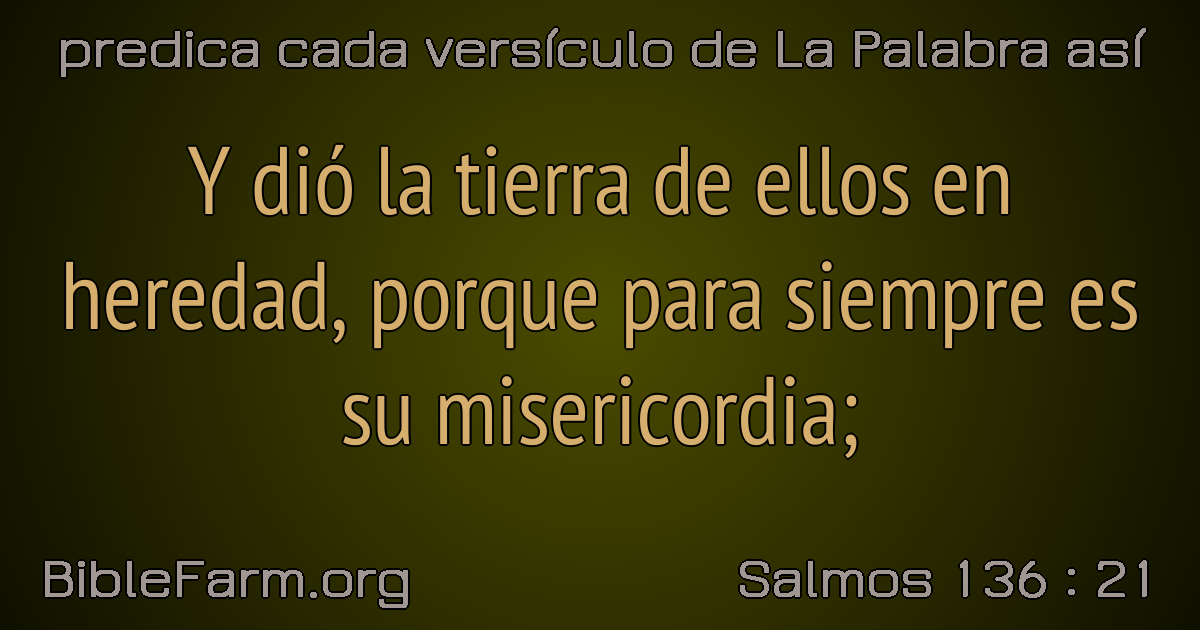 predica cada versículo de La Palabra así
Y dió la tierra de ellos en
heredad, porque para siempre es
su misericordia;
BibleFarm.org
Salmos 136 : 21